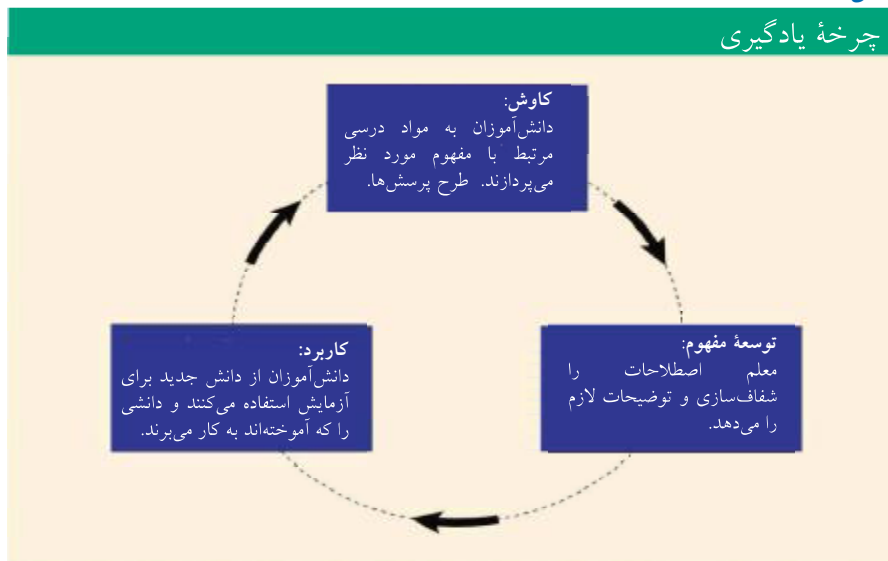 چرخهٔ یادگیری
کاوش:
دانش‌آموزان به مواد درسی
مرتبط با مفهوم مورد نظر
می‌پردازند. طرح پرسش‌ها.
توسعهٔ مفهوم:
معلم اصطلاحات را
شفاف‌سازی و توضیحات لازم
را می‌دهد.
کاربرد:
دانش‌آموزان از دانش جدید برای
آزمایش استفاده می‌کنند و دانشی
را که آموخته‌اند به کار می‌برند.